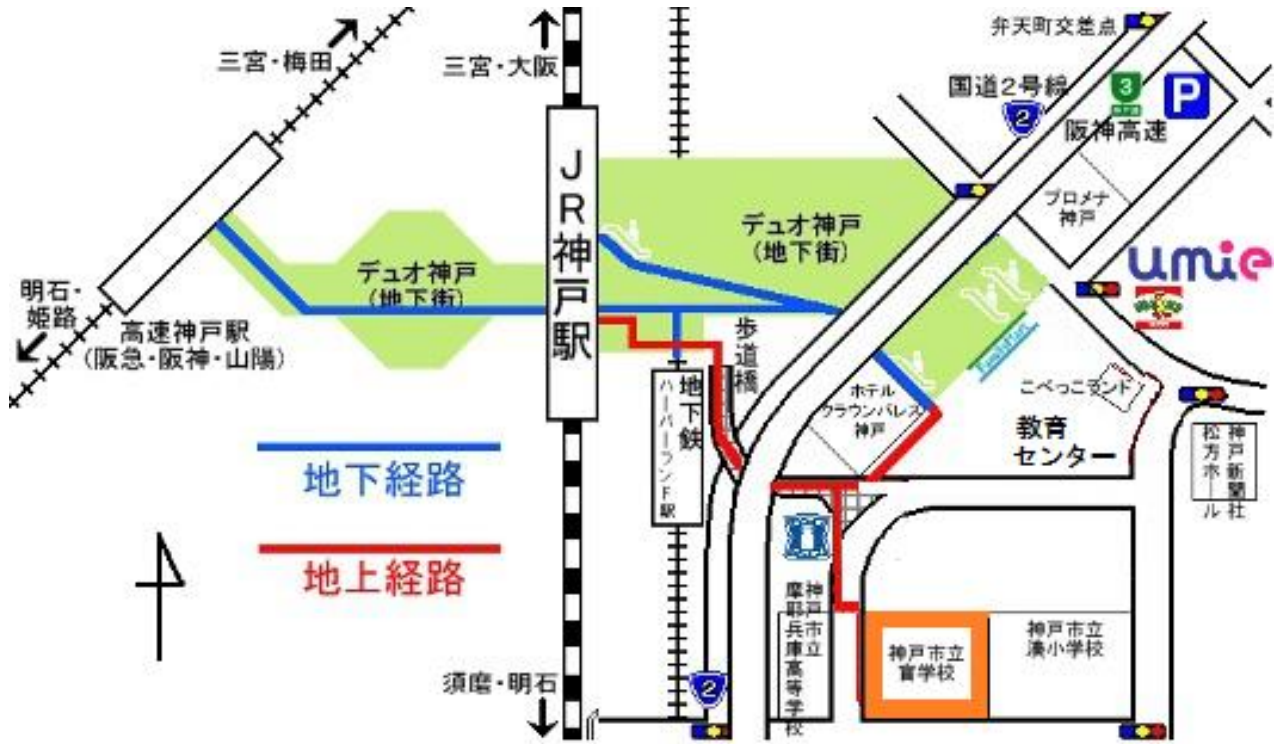 弁天町交差点
三宮・梅田
三宮・大阪
国道2号線
2
3
P
阪神高速
JR神戸駅
プロメナ
神戸
デュオ神戸
(地下街)
デュオ神戸
(地下街)
umie
明石・
姫路
高速神戸駅
(阪急・阪神・山陽)
歩道橋
FamilyMart
地下鉄
ハーバーランド駅
ホテル
クラウンパレス
神戸
こべっこランド
教育
センター
神戸新聞社
松方ホール
地下経路
地上経路
神戸市立
摩耶兵庫高等学校
神戸市立
盲学校
神戸市立
湊小学校
須磨・明石
2